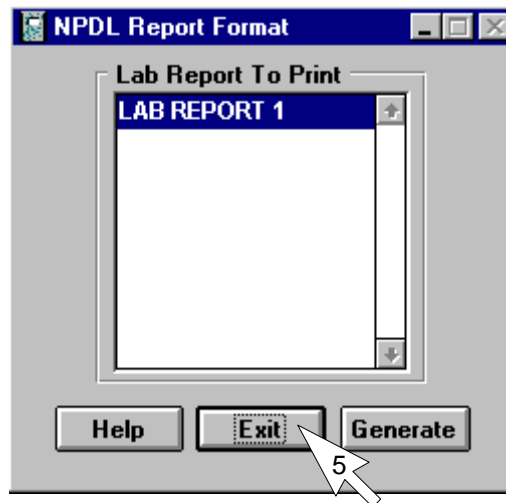 NPDL Report Format
Lab Report To Print
LAB REPORT 1
Help Exit Generate
5